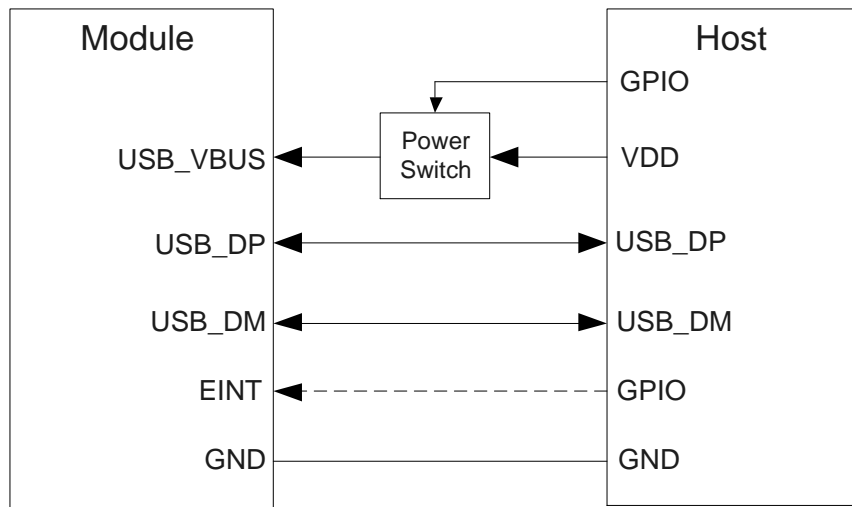 Module
Host
GPIO
Power
Switch
USB_VBUS
VDD
USB_DP
USB_DP
USB_DM
USB_DM
EINT
GPIO
GND
GND